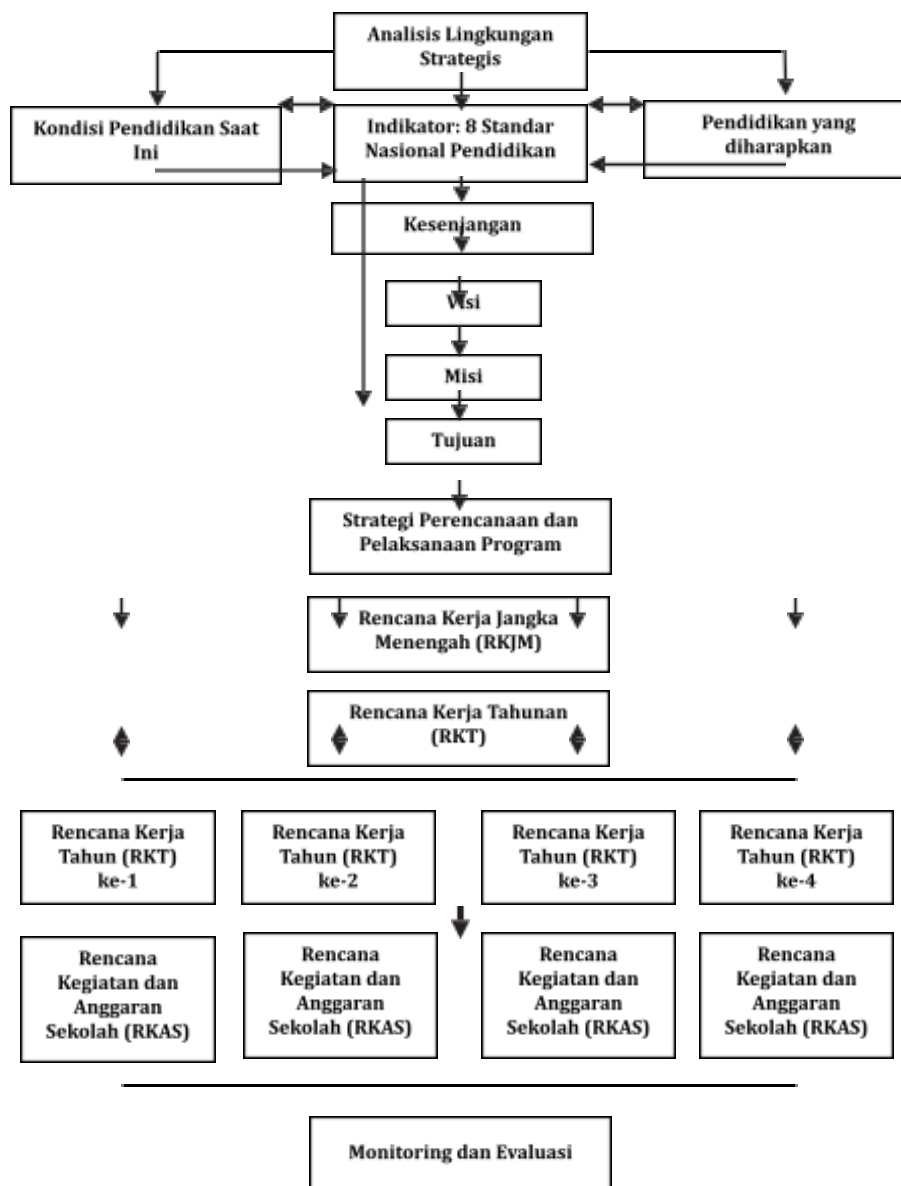 Analisis Lingkungan
Strategis
Kondisi Pendidikan Saat
Ini
Indikator: 8 Standar
Nasional Pendidikan
Pendidikan yang
diharapkan
Kesenjangan
Visi
Misi
Tujuan
Strategi Perencanaan dan
Pelaksanaan Program
Rencana Kerja Jangka
Menengah (RKJM)
Rencana Kerja Tahunan
(RKT)
Rencana Kerja
Tahun (RKT)
ke-1
Rencana Kerja
Tahun (RKT)
ke-2
Rencana Kerja
Tahun (RKT)
ke-3
Rencana Kerja
Tahun (RKT)
ke-4
Rencana
Kegiatan dan
Anggaran
Sekolah (RKAS)
Rencana
Kegiatan dan
Anggaran
Sekolah (RKAS)
Rencana
Kegiatan dan
Anggaran
Sekolah (RKAS)
Rencana
Kegiatan dan
Anggaran
Sekolah (RKAS)
Monitoring dan Evaluasi